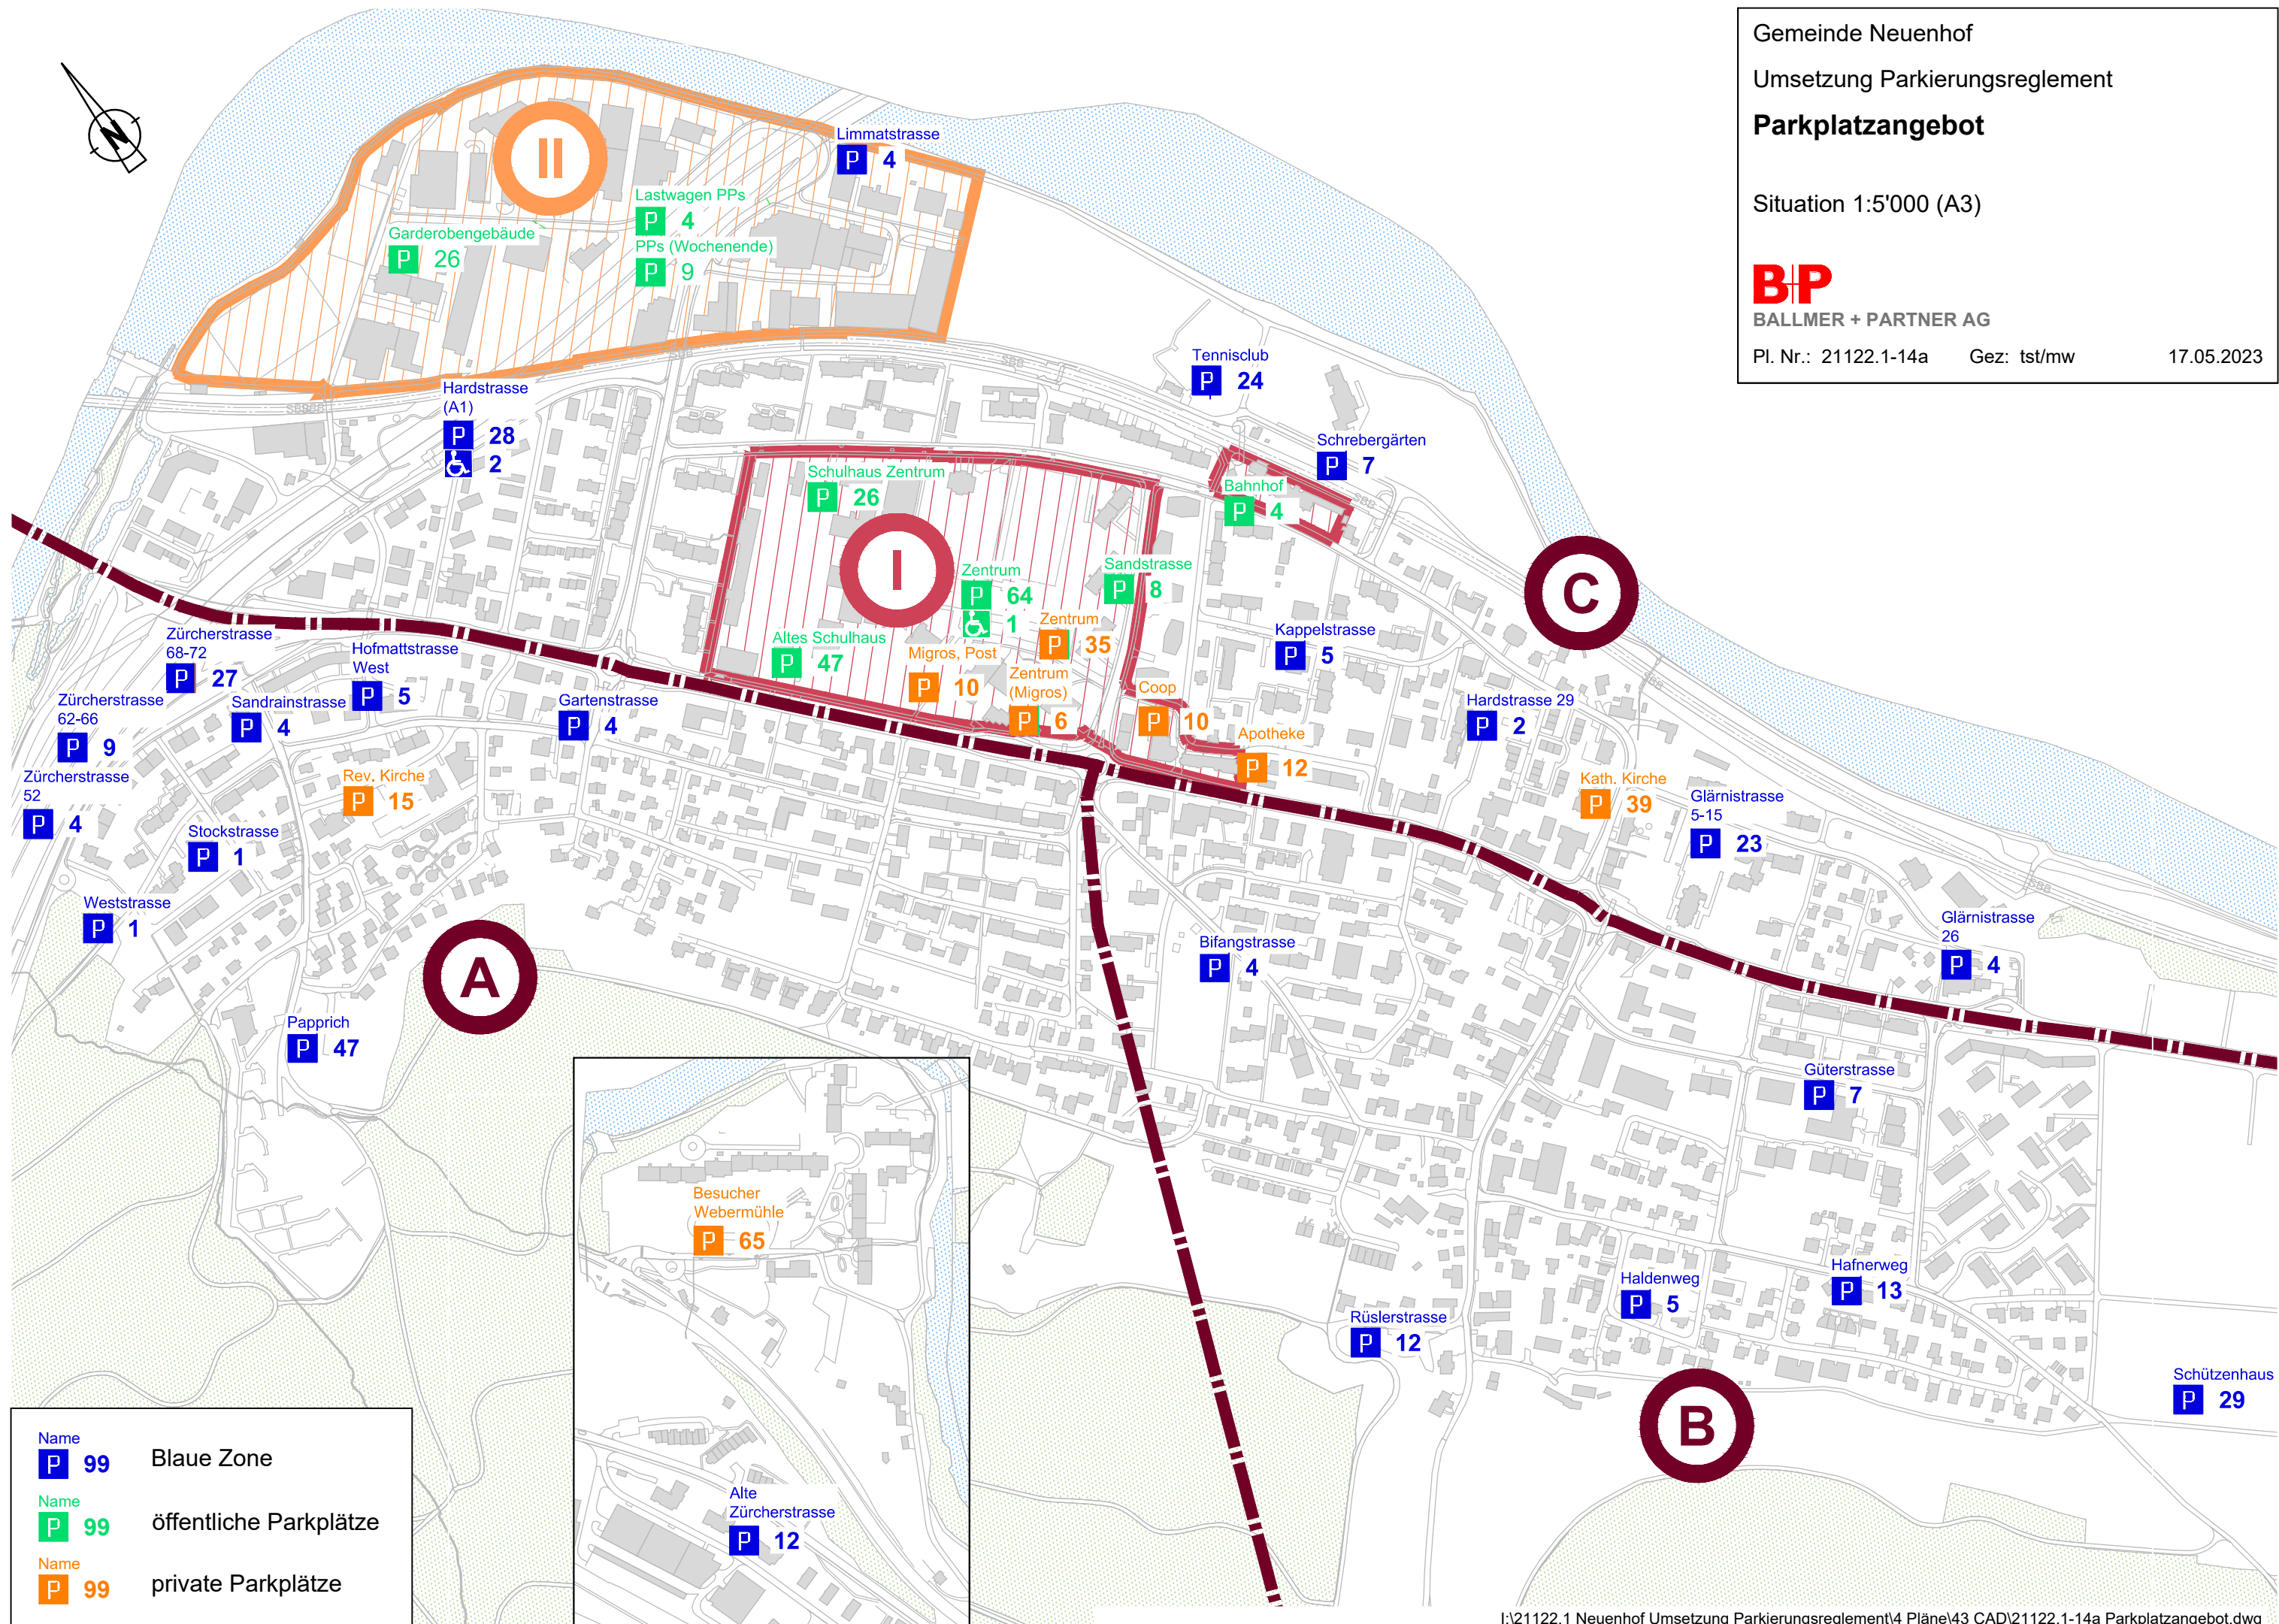 Gemeinde Neuenhof
Umsetzung Parkierungsreglement
Parkplatzangebot
Situation 1:5'000 (A3)
B+P
BALLMER + PARTNER AG
Pl. Nr.: 21122.1-14a Gez: tst/mw 17.05.2023
N
II
Limmatstrasse
P 4
Lastwagen PPs
P 4
PPs (Wochenende)
P 9
Garderobengebäude
P 26
SBB
SBB
SBB
Tennisclub
P 24
Hardstrasse
(A1)
P 28
2
Schrebergärten
P 7
SBB
Bahnhof
P 4
Schulhaus Zentrum
P 26
I
Zentrum
P 64
1
Sandstrasse
P 8
Zentrum
P 35
Altes Schulhaus
P 47
Migros, Post
P 10
Zentrum
(Migros)
P 6
Coop
P 10
Apotheke
P 12
C
Kappelstrasse
P 5
SBB
Hardstrasse 29
P 2
Kath. Kirche
P 39
Glärnistrasse
5-15
P 23
SBB
Glärnistrasse
26
P 4
Zürcherstrasse
68-72
P 27
Hofmattstrasse
West
P 5
Zürcherstrasse
62-66
P 9
Sandrainstrasse
P 4
Gartenstrasse
P 4
Zürcherstrasse
52
P 4
Rev. Kirche
P 15
Stockstrasse
P 1
Weststrasse
P 1
A
Papprich
P 47
Bifangstrasse
P 4
Güterstrasse
P 7
Besucher
Webermühle
P 65
Haldenweg
P 5
Hafnerweg
P 13
Rüslerstrasse
P 12
Schützenhaus
P 29
B
Alte
Zürcherstrasse
P 12
Name
P 99 Blaue Zone
Name
P 99 öffentliche Parkplätze
Name
P 99 private Parkplätze
I:\21122.1 Neuenhof Umsetzung Parkierungsreglement\4 Pläne\43 CAD\21122.1-14a Parkplatzangebot.dwg